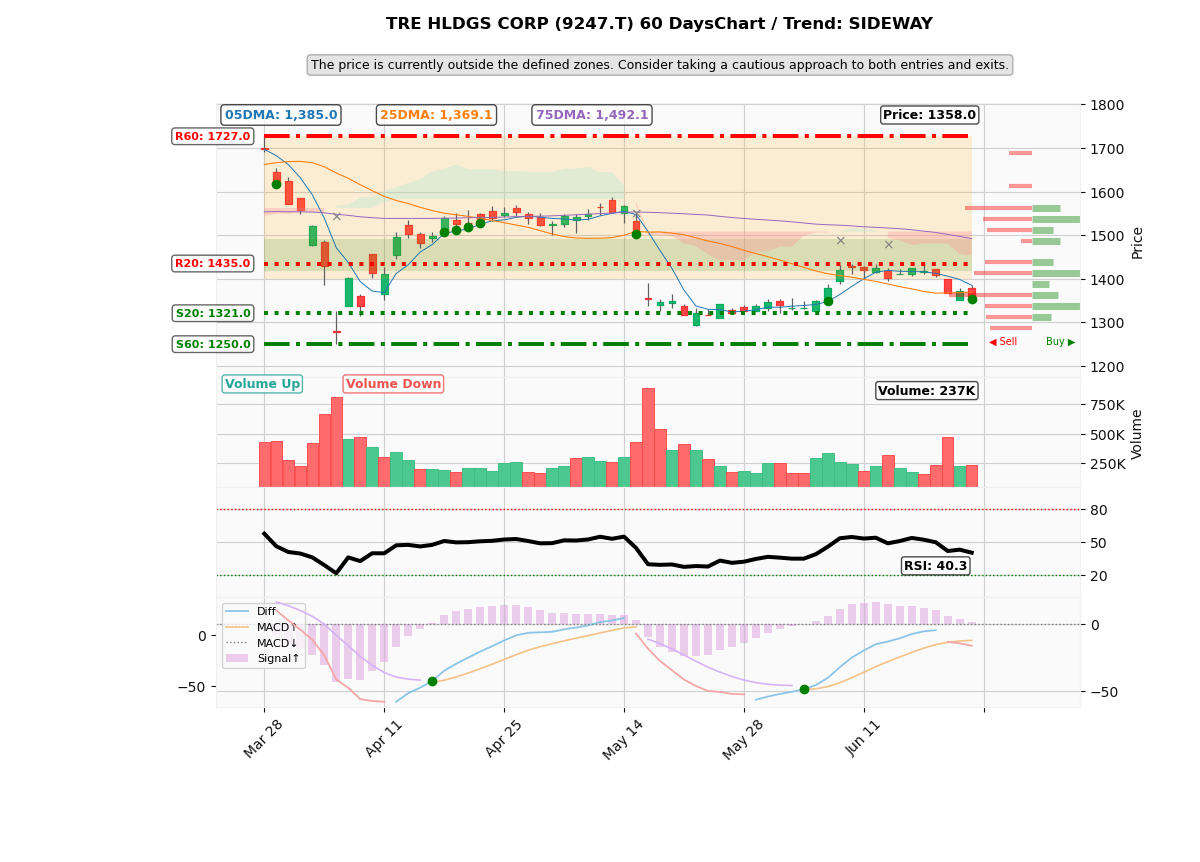 TRE HLDGS CORP (9247.T) 60 DaysChart / Trend: SIDEWAY
The price is currently outside the defined zones. Consider taking a cautious approach to both entries and exits.
05DMA: 1,385.0
25DMA: 1,369.1
75DMA: 1,492.1
Price: 1358.0
R60: 1727.0
R20: 1435.0
S20: 1321.0
S60: 1250.0
1800
1700
1600
1500
1400
1300
1200
Price
◀ Sell
Buy ▶
Volume Up
Volume Down
Volume: 237K
750K
500K
250K
Volume
80
50
20
RSI: 40.3
Diff
MACD↑
MACD↓
Signal↑
0
−50
0
−50
Mar 28
Apr 11
Apr 25
May 14
May 28
Jun 11